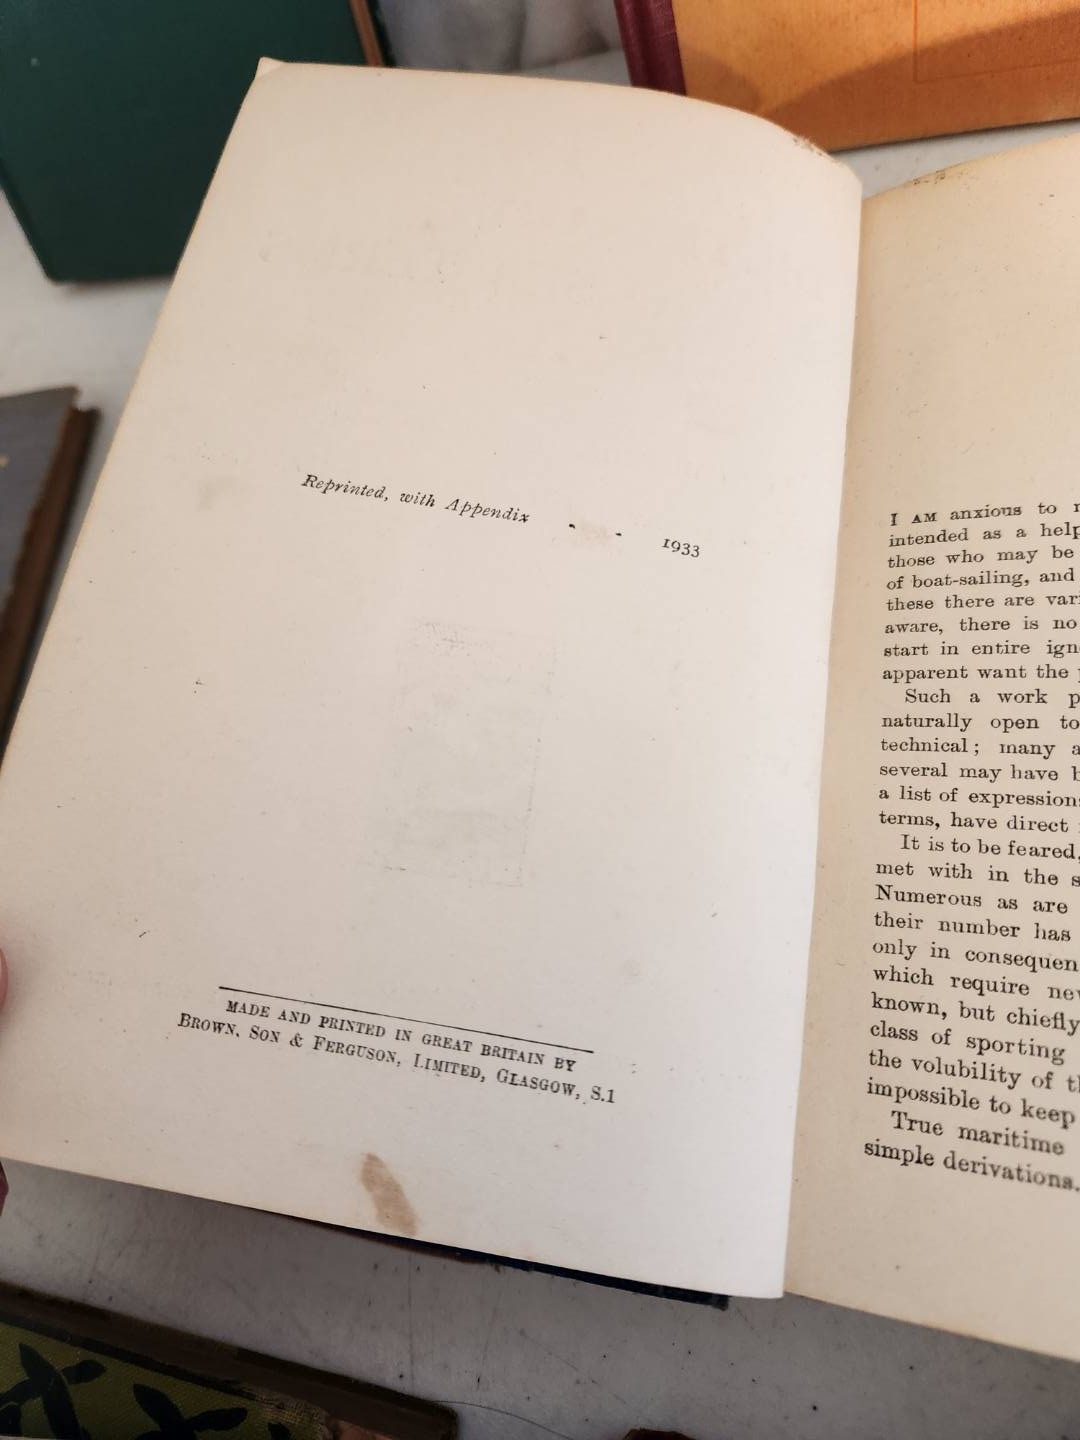 Reprinted, with Appendix - - 1933
MADE AND PRINTED IN GREAT BRITAIN BY
BROWN, SON & FERGUSON, LIMITED, GLASGOW, S.1
I AM anxious to
intended as a help
those who may be
of boat-sailing, and
these there are
aware, there is no
start in entire
apparent want the
Such a work
naturally open to
technical; many
several may have
a list of expressions
terms, have direct
It is to be feared,
met with in the
Numerous as are
their number has
only in
which require
known, but chiefly
class of sporting
the volubility of
impossible to keep
True maritime
simple derivations.